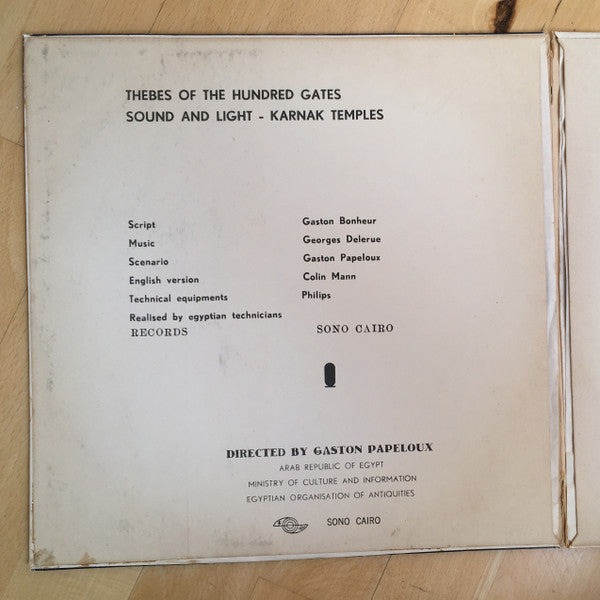 THEBES OF THE HUNDRED GATES
SOUND AND LIGHT - KARNAK TEMPLES
Script Gaston Bonheur
Music Georges Delerue
Scenario Gaston Papeloux
English version Colin Mann
Technical equipments Philips
Realised by egyptian technicians
RECORDS SONO CAIRO
DIRECTED BY GASTON PAPELOUX
ARAB REPUBLIC OF EGYPT
MINISTRY OF CULTURE AND INFORMATION
EGYPTIAN ORGANISATION OF ANTIQUITIES
SONO CAIRO